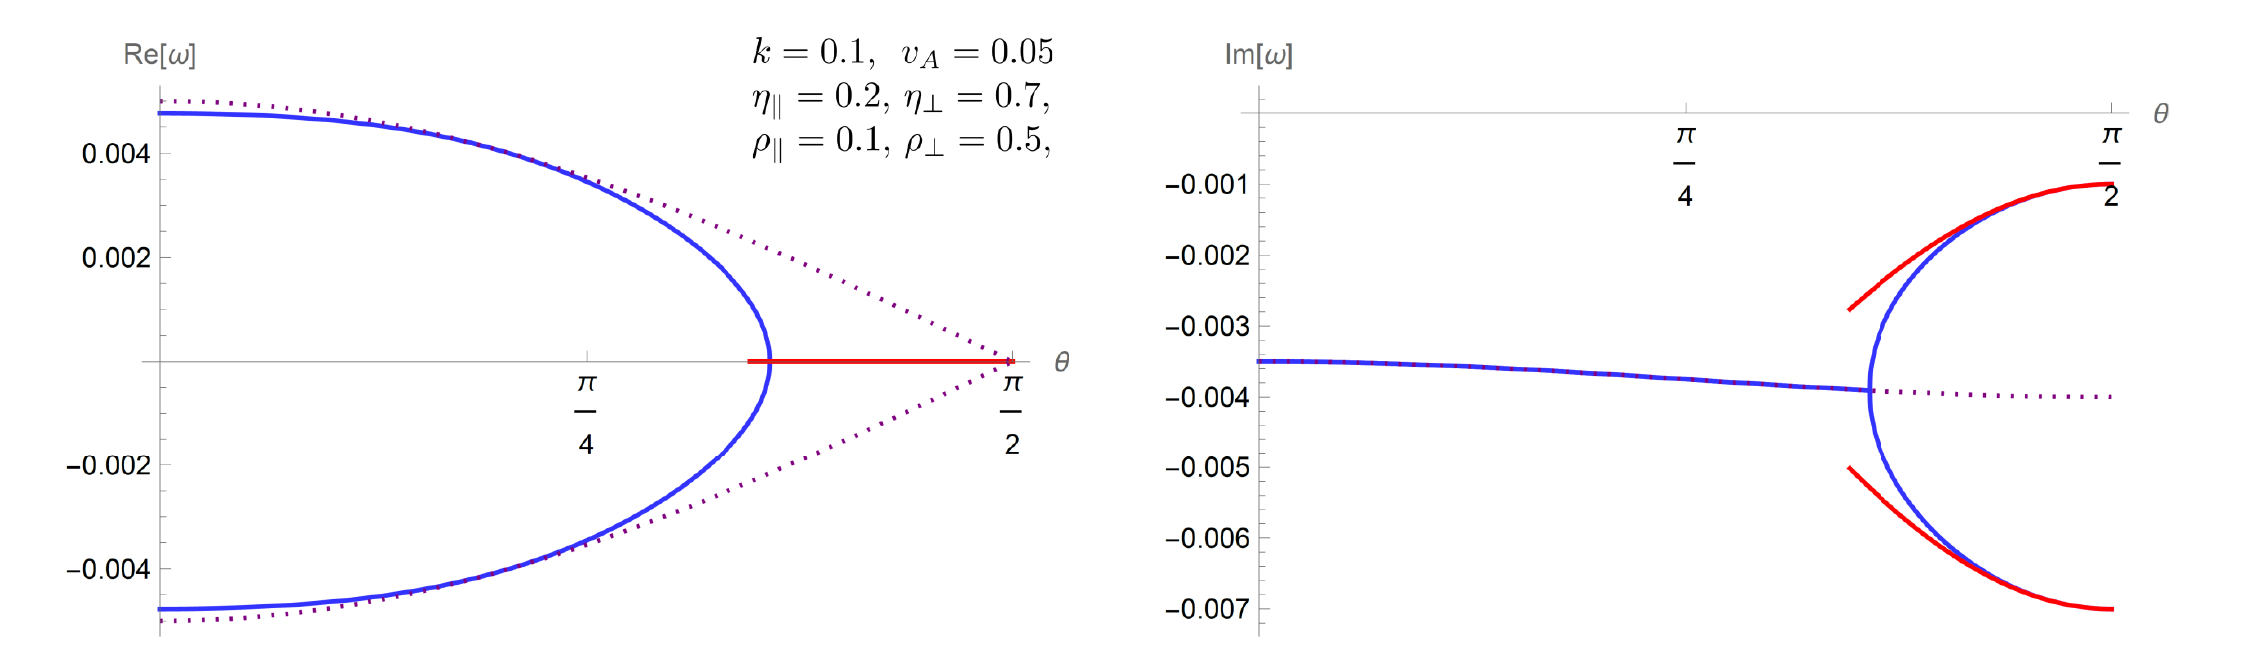 Re[ω]
k = 0.1, v_A = 0.05
η_∥ = 0.2, η_⊥ = 0.7,
ρ_∥ = 0.1, ρ_⊥ = 0.5,
0.004
0.002
−0.002
−0.004
π/4
π/2
θ
Im[ω]
θ
π/4
π/2
−0.001
−0.002
−0.003
−0.004
−0.005
−0.006
−0.007